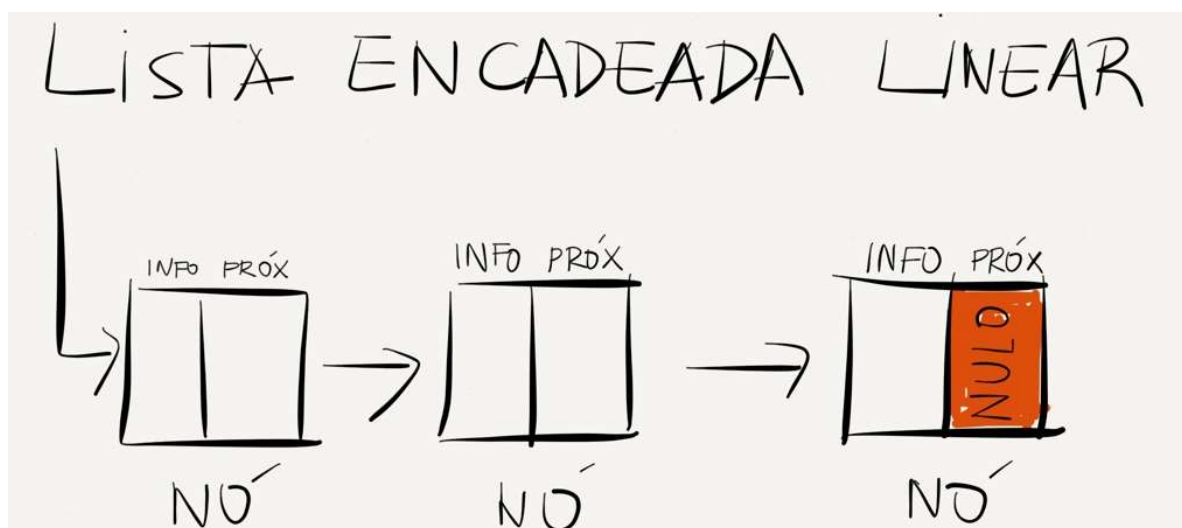 LiSTA ENCADEADA LINEAR
INFO PRÓX INFO PRÓX INFO PRÓX
NULO
NÓ NÓ NÓ